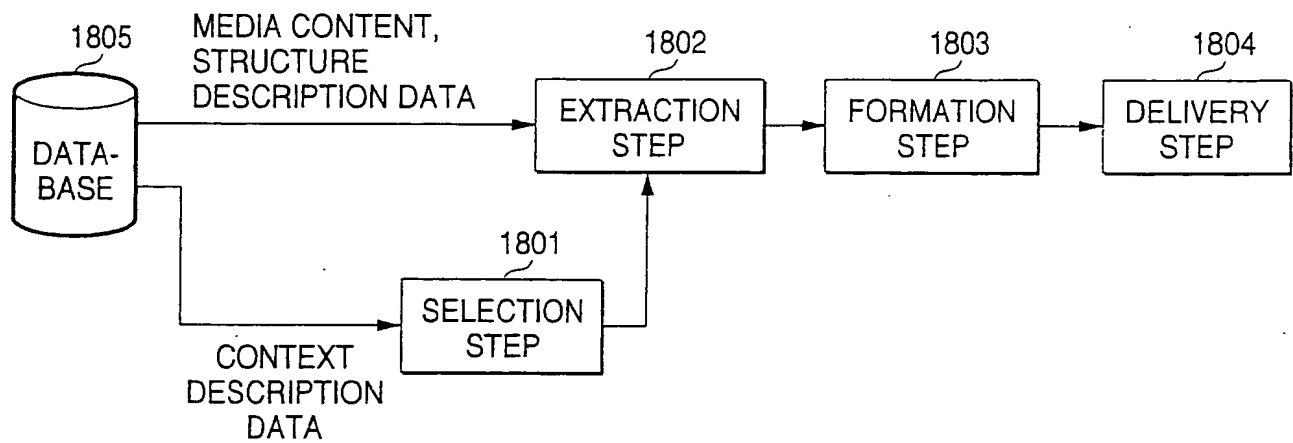 1805
MEDIA CONTENT,
STRUCTURE
DESCRIPTION DATA
1802
1803
1804
DATA-
BASE
EXTRACTION
STEP
FORMATION
STEP
DELIVERY
STEP
1801
SELECTION
STEP
CONTEXT
DESCRIPTION
DATA